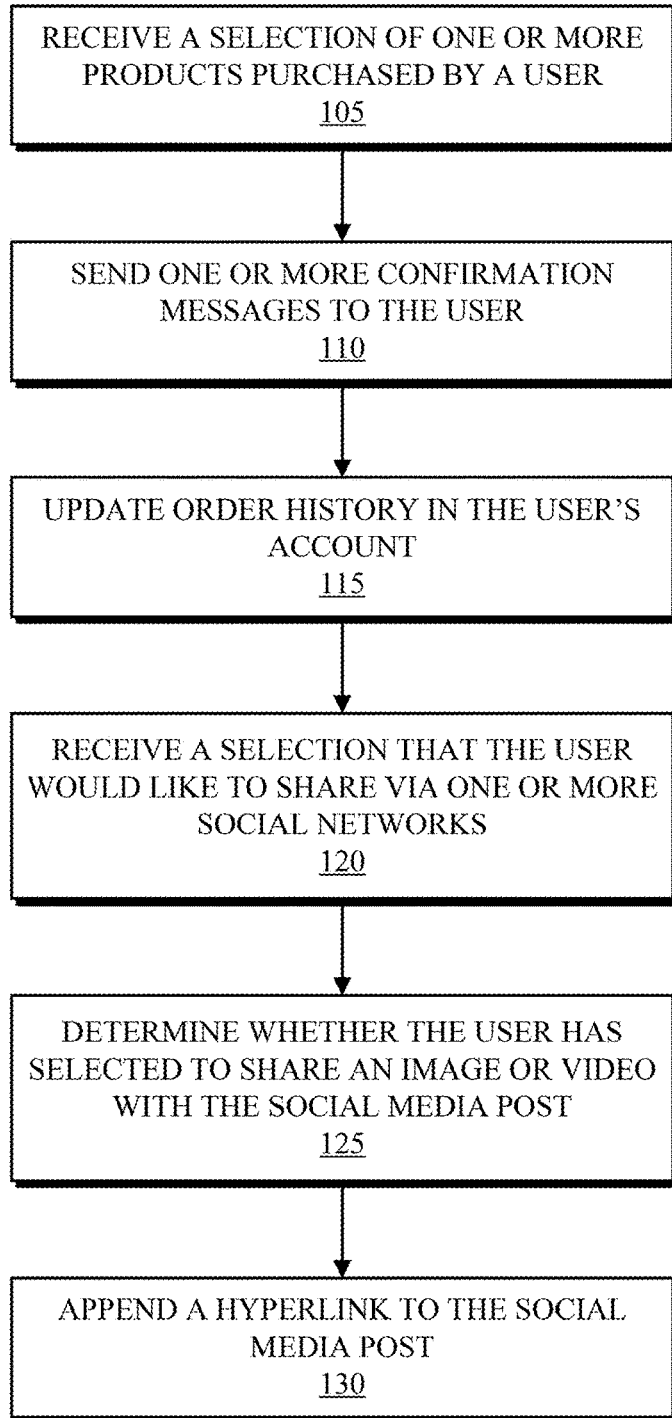 RECEIVE A SELECTION OF ONE OR MORE
PRODUCTS PURCHASED BY A USER
105
SEND ONE OR MORE CONFIRMATION
MESSAGES TO THE USER
110
UPDATE ORDER HISTORY IN THE USER'S
ACCOUNT
115
RECEIVE A SELECTION THAT THE USER
WOULD LIKE TO SHARE VIA ONE OR MORE
SOCIAL NETWORKS
120
DETERMINE WHETHER THE USER HAS
SELECTED TO SHARE AN IMAGE OR VIDEO
WITH THE SOCIAL MEDIA POST
125
APPEND A HYPERLINK TO THE SOCIAL
MEDIA POST
130